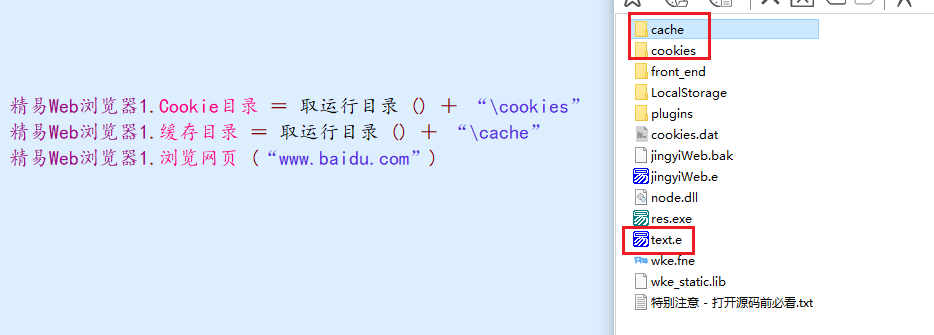 精易Web浏览器1.Cookie目录 ＝ 取运行目录 () ＋ “\cookies”
精易Web浏览器1.缓存目录 ＝ 取运行目录 () ＋ “\cache”
精易Web浏览器1.浏览网页 (“www.baidu.com”)
cache
cookies
front_end
LocalStorage
plugins
cookies.dat
jingyiWeb.bak
jingyiWeb.e
node.dll
res.exe
text.e
wke.fne
wke_static.lib
特别注意 - 打开源码前必看.txt